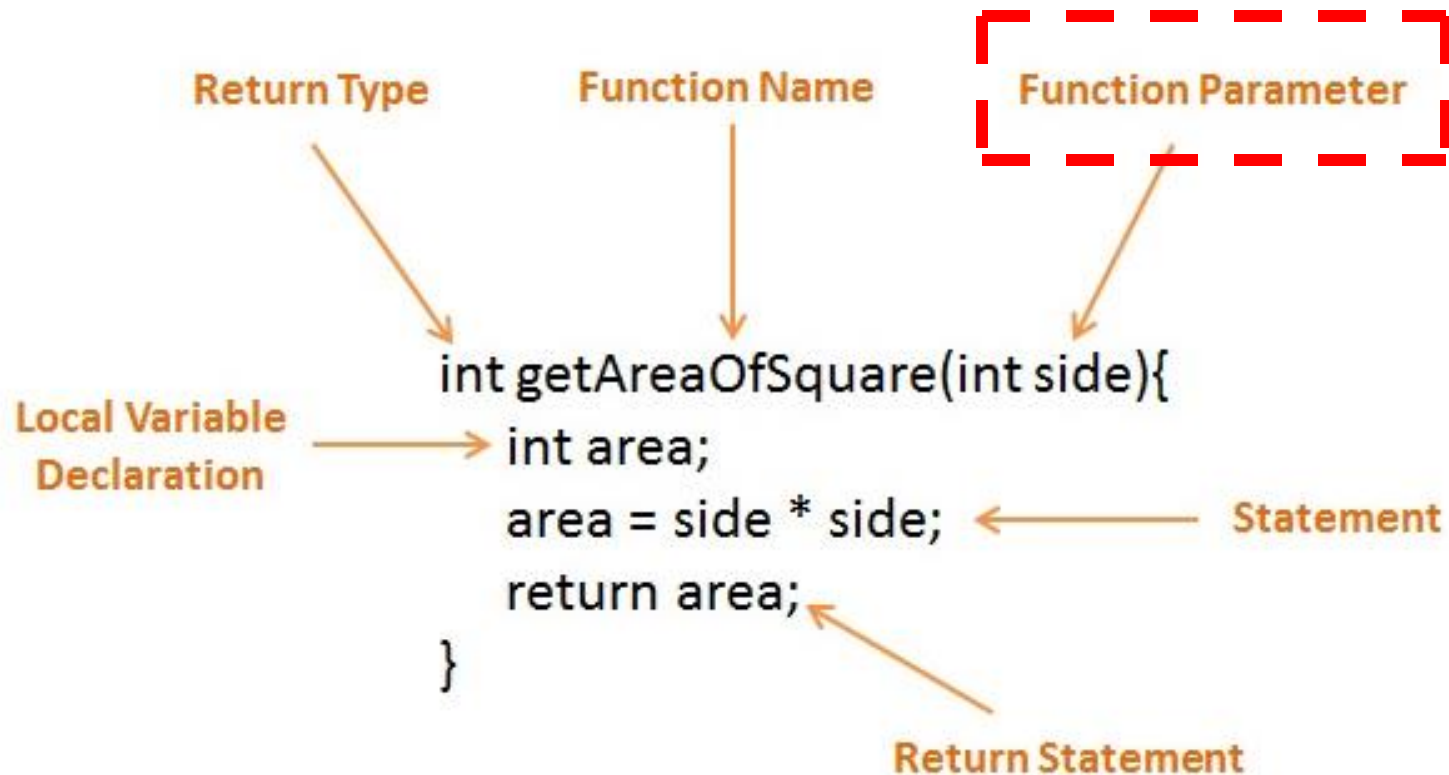 Return Type
Function Name
Function Parameter
int getAreaOfSquare(int side){
Local Variable
Declaration
int area;
area = side * side;
Statement
return area;
}
Return Statement